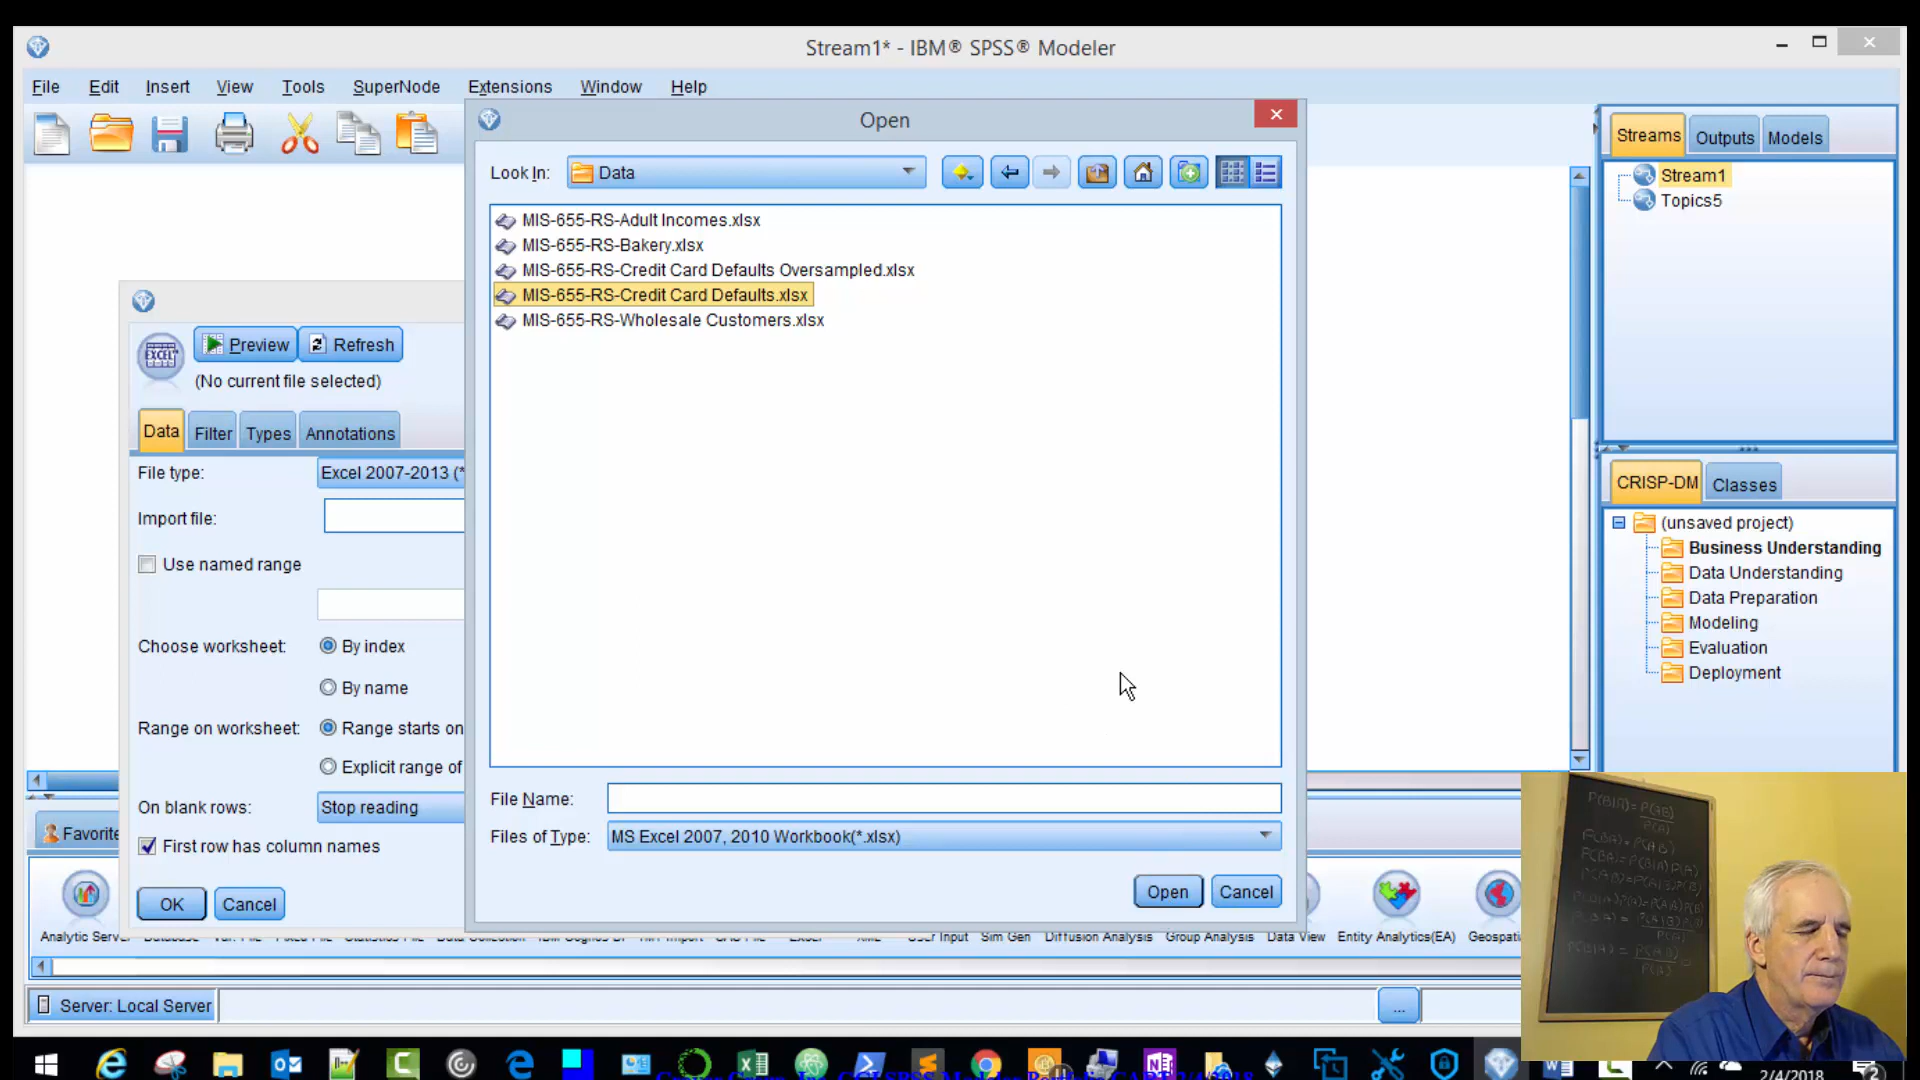 Stream1* - IBM® SPSS® Modeler
File Edit Insert View Tools SuperNode Extensions Window Help
Open
Look In: Data
MIS-655-RS-Adult Incomes.xlsx
MIS-655-RS-Bakery.xlsx
MIS-655-RS-Credit Card Defaults Oversampled.xlsx
MIS-655-RS-Credit Card Defaults.xlsx
MIS-655-RS-Wholesale Customers.xlsx
File Name:
Files of Type: MS Excel 2007, 2010 Workbook(*.xlsx)
Open Cancel
EXCEL
Preview Refresh
(No current file selected)
Data Filter Types Annotations
File type: Excel 2007-2013 (*
Import file:
Use named range
Choose worksheet: By index
By name
Range on worksheet: Range starts on
Explicit range of
On blank rows: Stop reading
First row has column names
OK Cancel
Streams Outputs Models
Stream1
Topics5
CRISP-DM Classes
(unsaved project)
Business Understanding
Data Understanding
Data Preparation
Modeling
Evaluation
Deployment
Favorite
Analytic Serv
User Input Sim Gen Diffusion Analysis Group Analysis Data View Entity Analytics(EA) Geospati
Server: Local Server
...
P(B|A) = P(AB)
P(A)
2/4/2018